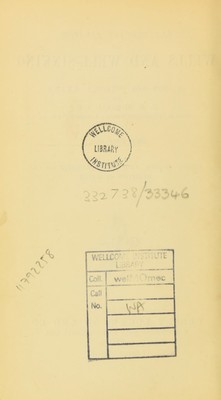 WELLCOME
LIBRARY
INSTITUTE
332738/33346
WELLCOME INSTITUTE
LIBRARY
Coll. welMOmec
Call
No. WA